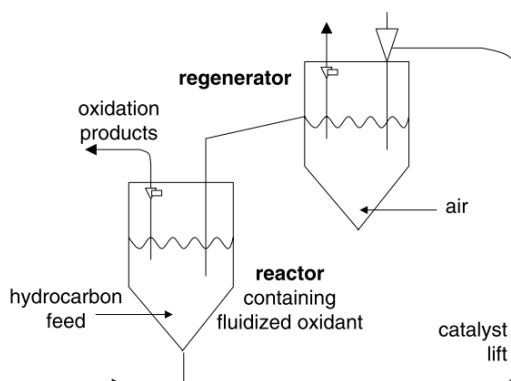 regenerator
oxidation
products
air
reactor
containing
fluidized oxidant
hydrocarbon
feed
catalyst
lift